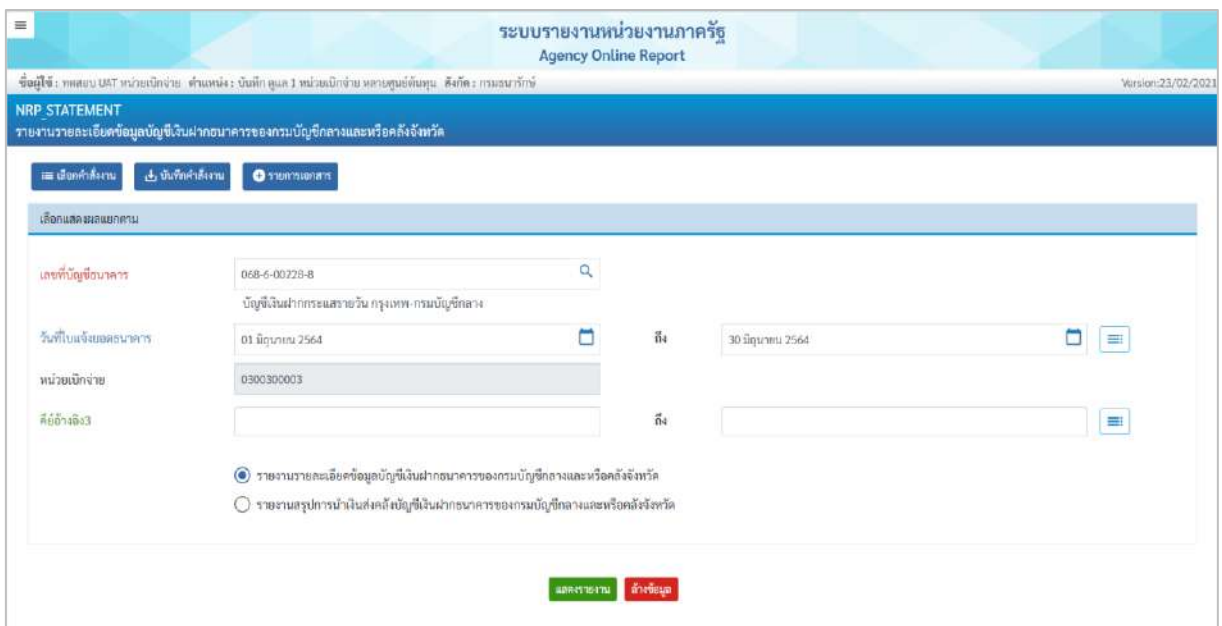 ระบบรายงานหน่วยงานภาครัฐ
Agency Online Report
ชื่อผู้ใช้ : ทดสอบ UAT หน่วยเบิกจ่าย ตำแหน่ง : บันทึก ดูแล 1 หน่วยเบิกจ่าย หลายศูนย์ต้นทุน สังกัด : กรมธนารักษ์ Version:23/02/2021
NRP_STATEMENT
รายงานรายละเอียดข้อมูลบัญชีเงินฝากธนาคารของกรมบัญชีกลางและหรือคลังจังหวัด
เลือกคำสั่งงาน บันทึกคำสั่งงาน รายการเอกสาร
เลือกแสดงผลแยกตาม
เลขที่บัญชีธนาคาร 068-6-00228-8
บัญชีเงินฝากกระแสรายวัน กรุงเทพ-กรมบัญชีกลาง
วันที่ใบแจ้งยอดธนาคาร 01 มิถุนายน 2564 ถึง 30 มิถุนายน 2564
หน่วยเบิกจ่าย 0300300003
คีย์อ้างอิง3 ถึง
รายงานรายละเอียดข้อมูลบัญชีเงินฝากธนาคารของกรมบัญชีกลางและหรือคลังจังหวัด
รายงานสรุปการนำเงินส่งคลังบัญชีเงินฝากธนาคารของกรมบัญชีกลางและหรือคลังจังหวัด
แสดงรายงาน ล้างข้อมูล